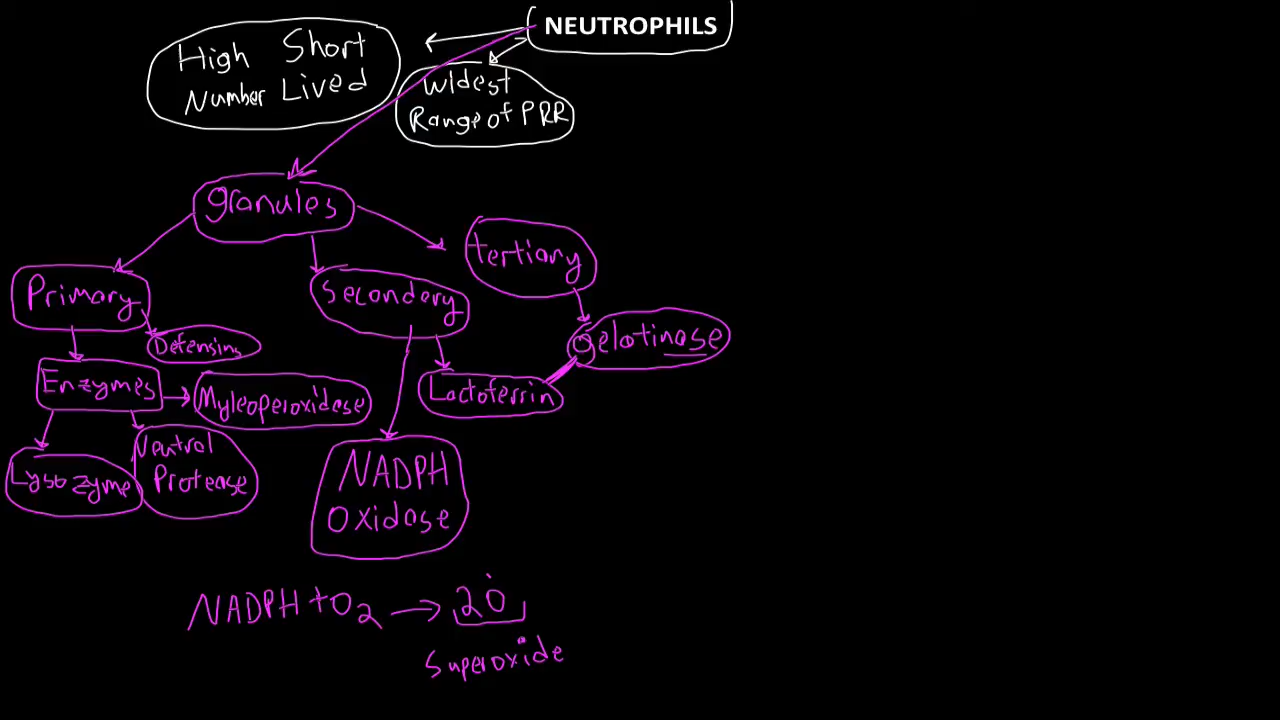 NEUTROPHILS
High Short
Number Lived
Widest
Range of PRR
granules
tertiary
Primary
Secondery
Defensins
gelatinase
Enzymes
Myleoperoxidase
Lactoferrin
Neutral
Protease
Lysozyme
NADPH
Oxidase
NADPH + O2 → 2O
Superoxide